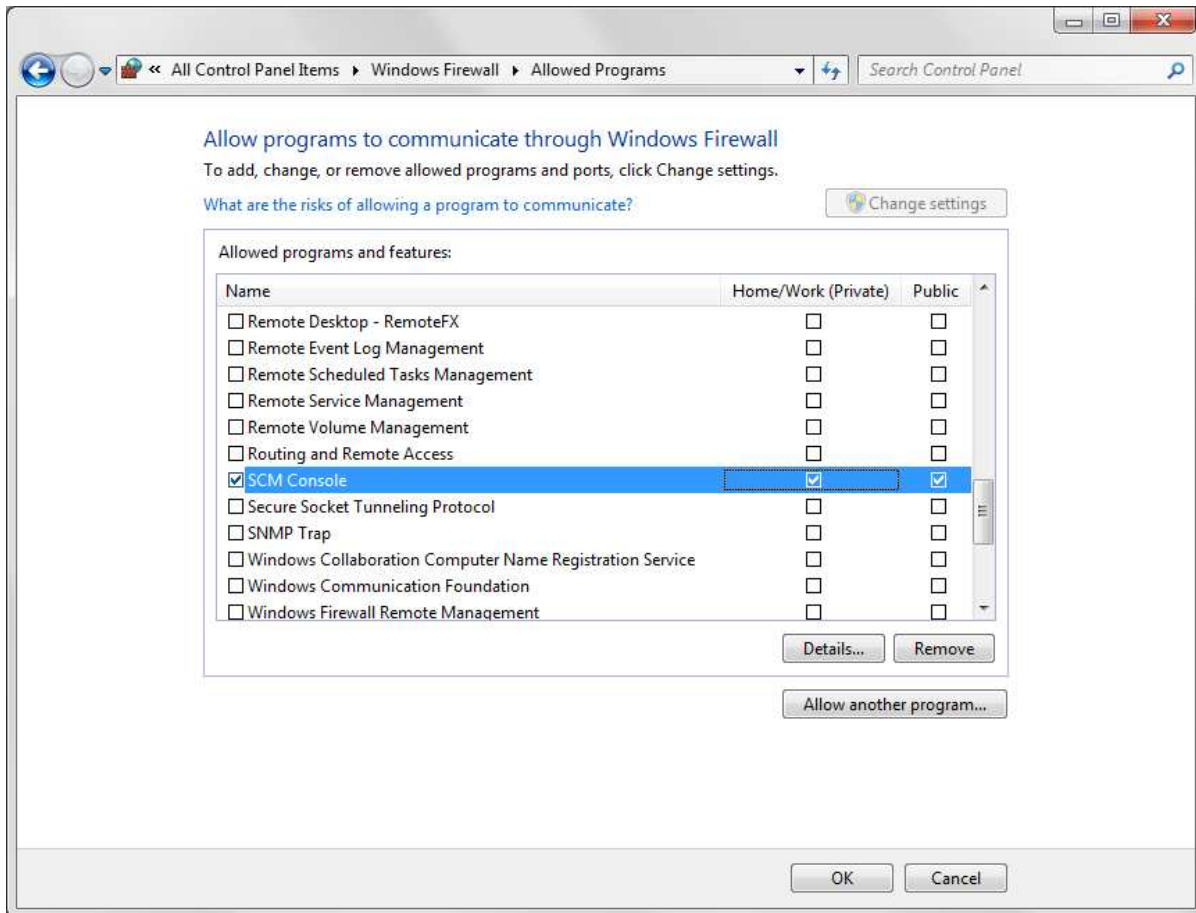 « All Control Panel Items ▸ Windows Firewall ▸ Allowed Programs Search Control Panel
Allow programs to communicate through Windows Firewall
To add, change, or remove allowed programs and ports, click Change settings.
What are the risks of allowing a program to communicate? Change settings
Allowed programs and features:
Name Home/Work (Private) Public
Remote Desktop - RemoteFX
Remote Event Log Management
Remote Scheduled Tasks Management
Remote Service Management
Remote Volume Management
Routing and Remote Access
SCM Console
Secure Socket Tunneling Protocol
SNMP Trap
Windows Collaboration Computer Name Registration Service
Windows Communication Foundation
Windows Firewall Remote Management
Details... Remove
Allow another program...
OK Cancel